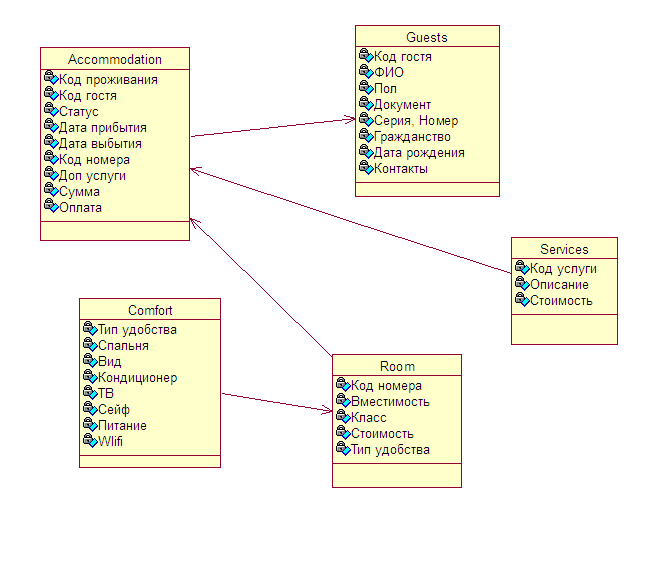 Accommodation
Код проживания
Код гостя
Статус
Дата прибытия
Дата выбытия
Код номера
Доп услуги
Сумма
Оплата
Guests
Код гостя
ФИО
Пол
Документ
Серия, Номер
Гражданство
Дата рождения
Контакты
Services
Код услуги
Описание
Стоимость
Comfort
Тип удобства
Спальня
Вид
Кондиционер
ТВ
Сейф
Питание
WIifi
Room
Код номера
Вместимость
Класс
Стоимость
Тип удобства